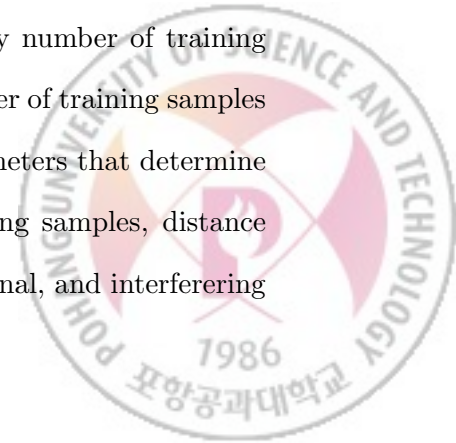 y number of training
er of training samples
meters that determine
ng samples, distance
nal, and interferering
POHANG UNIVERSITY OF SCIENCE AND TECHNOLOGY
1986
포항공과대학교